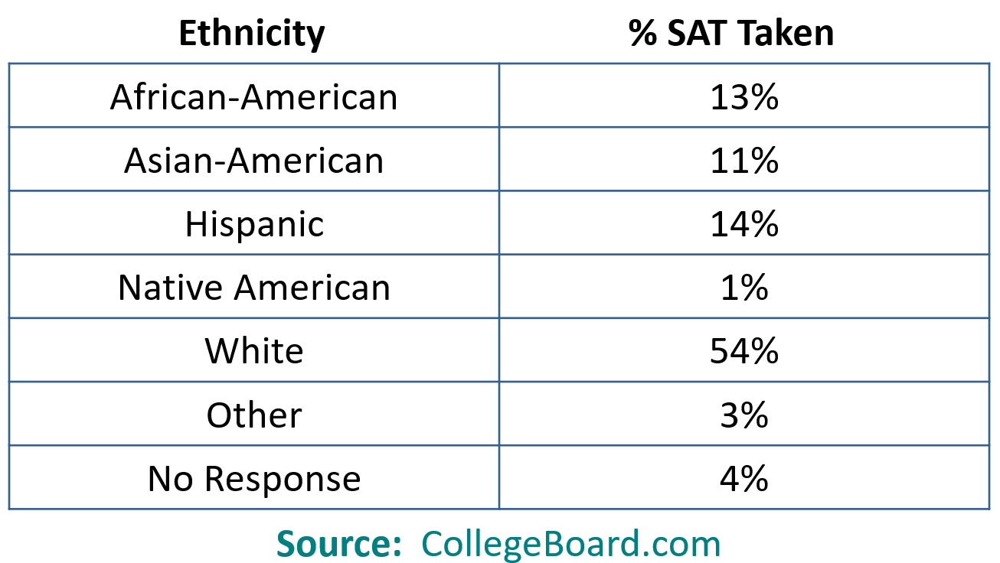 Ethnicity % SAT Taken
African-American 13%
Asian-American 11%
Hispanic 14%
Native American 1%
White 54%
Other 3%
No Response 4%
Source: CollegeBoard.com